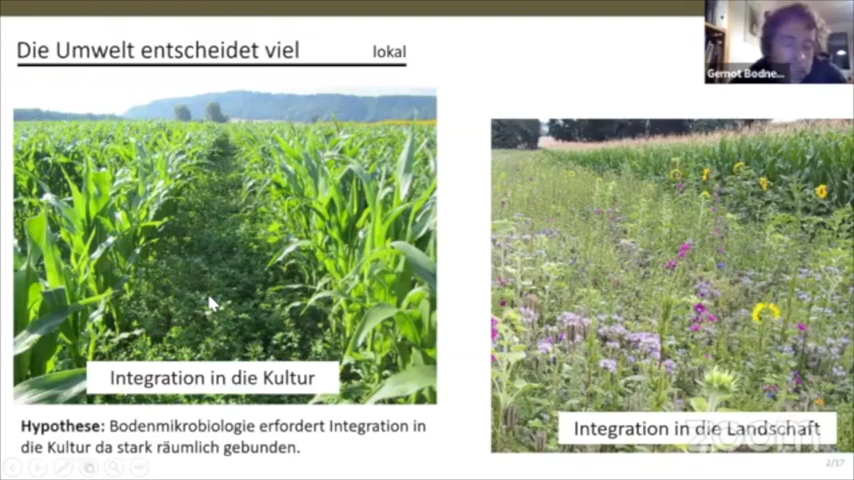 Die Umwelt entscheidet viel
lokal
Gernot Bodne...
Integration in die Kultur
Hypothese: Bodenmikrobiologie erfordert Integration in
die Kultur da stark räumlich gebunden.
Integration in die Landschaft
zoom
2/17